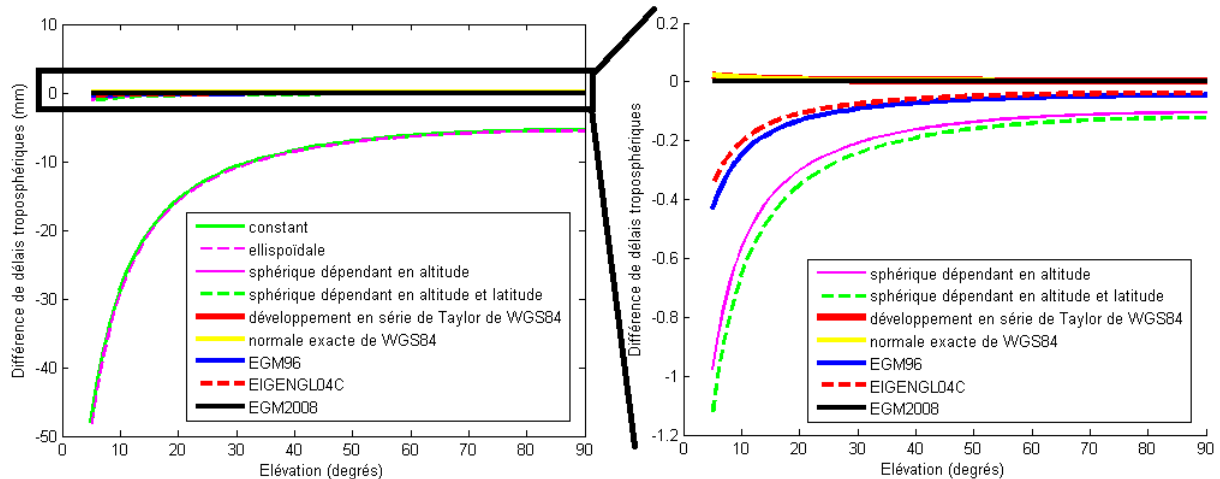 10
0
-10
-20
-30
-40
-50
0 10 20 30 40 50 60 70 80 90
Différence de délais troposphériques (mm)
Elévation (degrés)
constant
ellispoïdale
sphérique dépendant en altitude
sphérique dépendant en altitude et latitude
développement en série de Taylor de WGS84
normale exacte de WGS84
EGM96
EIGENGL04C
EGM2008
0.2
0
-0.2
-0.4
-0.6
-0.8
-1
-1.2
0 10 20 30 40 50 60 70 80 90
Différence de délais troposphériques
Elévation (degrés)
sphérique dépendant en altitude
sphérique dépendant en altitude et latitude
développement en série de Taylor de WGS84
normale exacte de WGS84
EGM96
EIGENGL04C
EGM2008